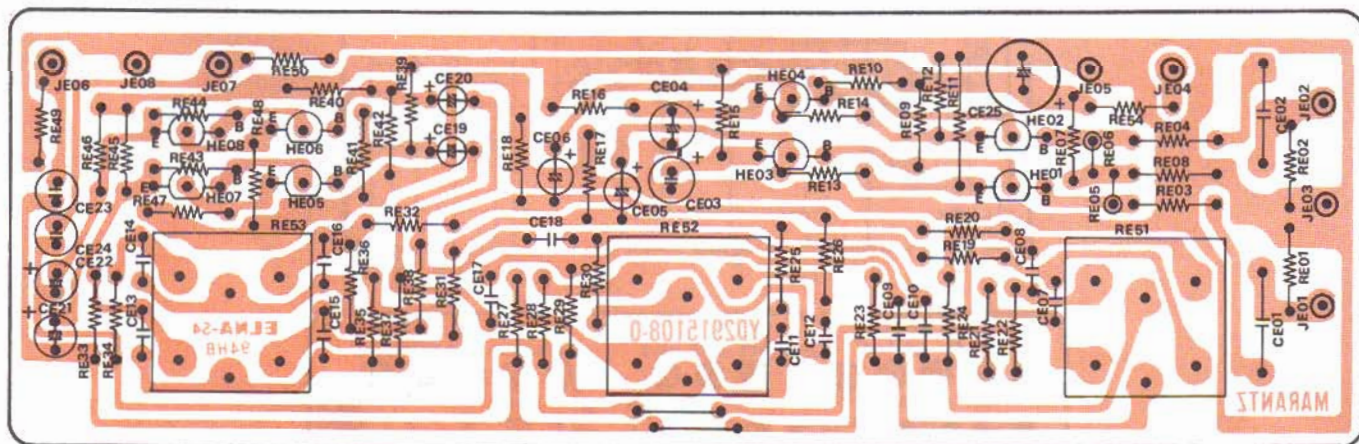 JE06
JE08
JE07
RE50
RE49
RE46
RE45
RE44
RE43
RE47
RE48
RE40
RE41
RE42
RE39
E
B
HE08
E
B
HE07
E
B
HE06
E
B
HE05
CE20
CE19
RE18
RE16
CE06
RE17
CE04
CE05
CE03
RE15
HE04
E
B
HE03
E
B
RE10
RE14
RE13
RE09
RE12
RE11
CE25
E
B
HE02
E
B
HE01
JE05
JE04
RE54
RE07
RE06
RE05
RE04
RE08
RE03
CE02
JE02
RE02
JE03
RE01
JE01
CE01
CE23
CE24
CE22
CE14
CE13
RE33
RE34
RE53
CE16
CE15
RE36
RE35
RE32
RE38
RE31
CE17
RE27
RE28
RE29
RE30
CE18
RE52
RE25
RE26
CE11
CE12
RE23
CE09
CE10
RE24
RE20
RE19
RE21
RE22
CE08
CE07
RE51
ELNA-54
94HB
YD2915108-0
MARANTZ